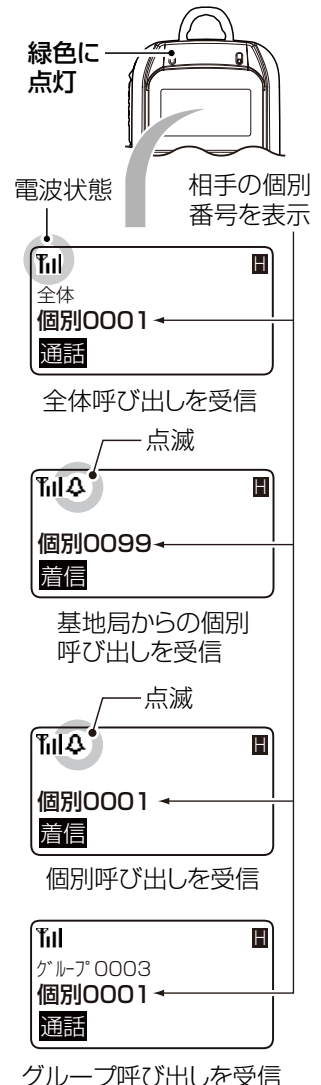 緑色に
点灯
電波状態
相手の個別
番号を表示
H
全体
個別0001
通話
全体呼び出しを受信
点滅
H
個別0099
着信
基地局からの個別
呼び出しを受信
点滅
H
個別0001
着信
個別呼び出しを受信
H
ｸﾞﾙｰﾌﾟ0003
個別0001
通話
グループ呼び出しを受信